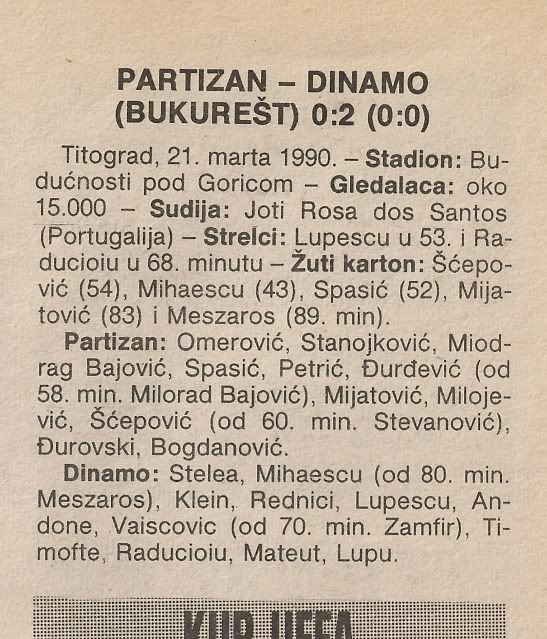 PARTIZAN – DINAMO
(BUKUREŠT) 0:2 (0:0)
Titograd, 21. marta 1990. – Stadion: Bu-
dućnosti pod Goricom – Gledalaca: oko
15.000 – Sudija: Joti Rosa dos Santos
(Portugalija) – Strelci: Lupescu u 53. i Ra-
ducioiu u 68. minutu – Žuti karton: Šćepo-
vić (54), Mihaescu (43), Spasić (52), Mija-
tović (83) i Meszaros (89. min).
Partizan: Omerović, Stanojković, Miod-
rag Bajović, Spasić, Petrić, Đurđević (od
58. min. Milorad Bajović), Mijatović, Miloje-
vić, Šćepović (od 60. min. Stevanović),
Đurovski, Bogdanović.
Dinamo: Stelea, Mihaescu (od 80. min.
Meszaros), Klein, Rednici, Lupescu, An-
done, Vaiscovic (od 70. min. Zamfir), Ti-
mofte, Raducioiu, Mateut, Lupu.
KUP UEFA